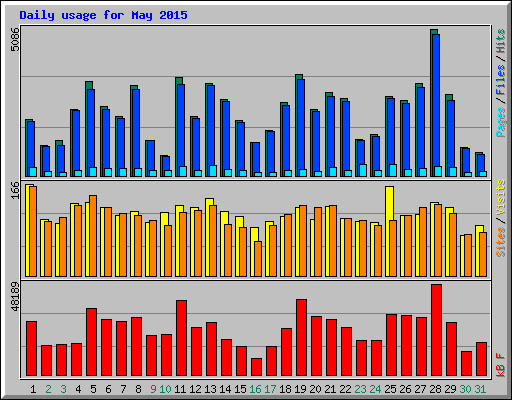 Daily usage for May 2015
5086
Pages / Files / Hits
166
Sites / Visits
48189
kB F
1 2 3 4 5 6 7 8 9 10 11 12 13 14 15 16 17 18 19 20 21 22 23 24 25 26 27 28 29 30 31